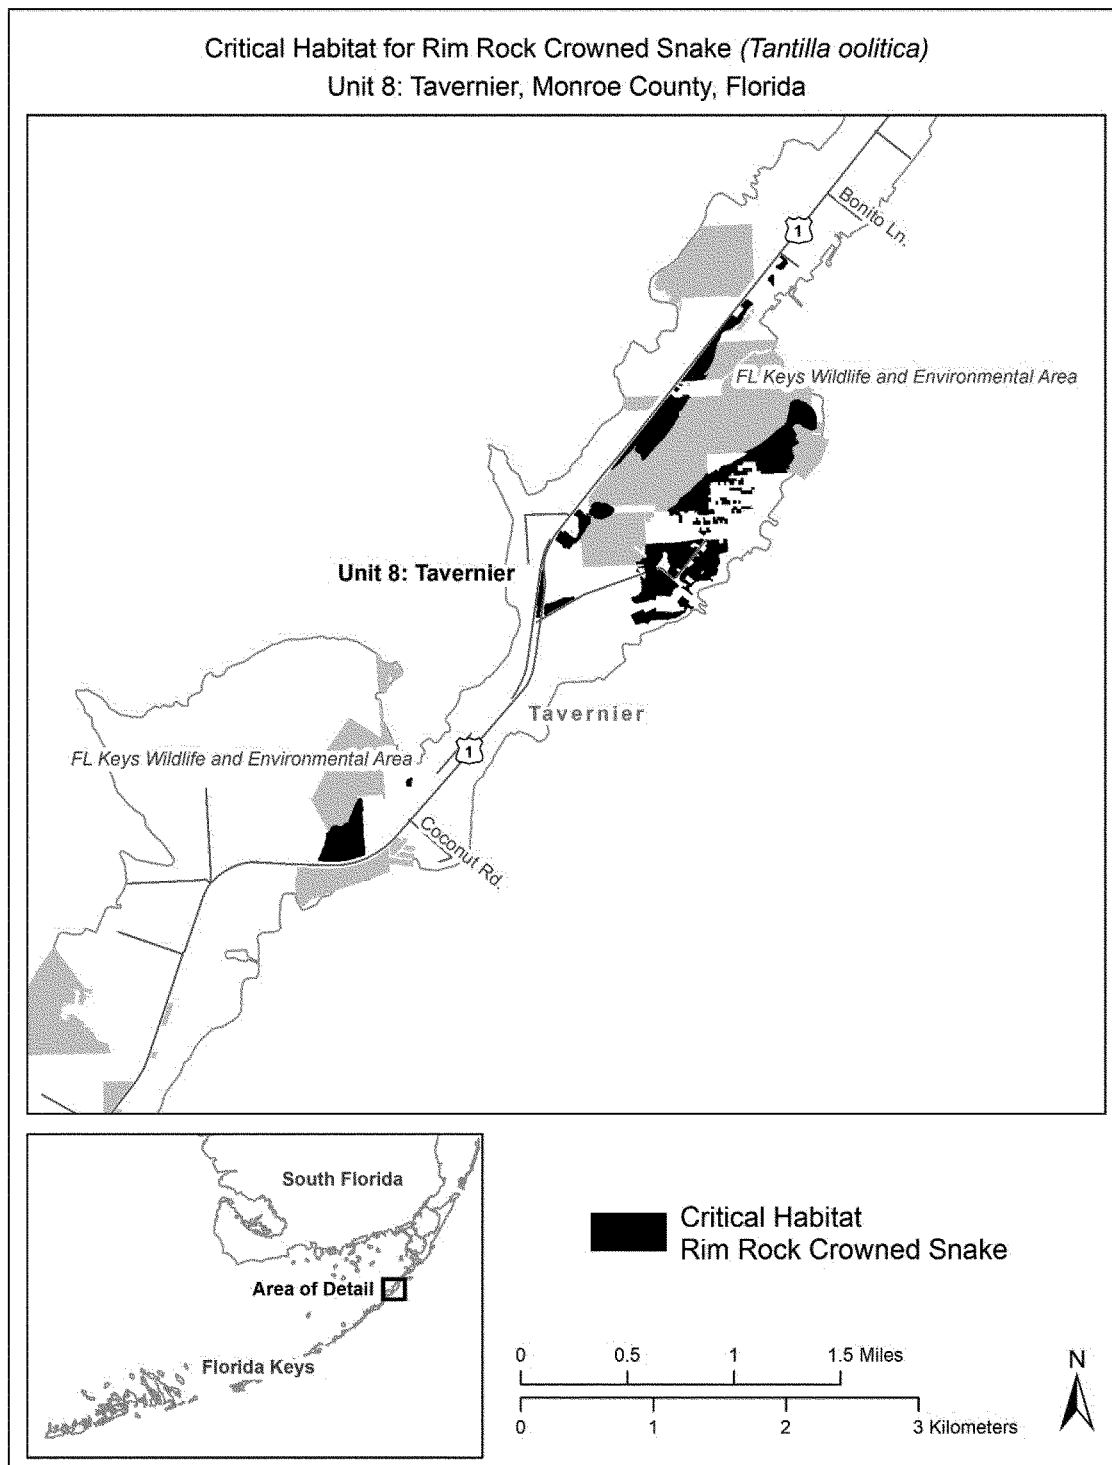 Critical Habitat for Rim Rock Crowned Snake (Tantilla oolitica)
Unit 8: Tavernier, Monroe County, Florida
Bonito Ln.
1
FL Keys Wildlife and Environmental Area
Unit 8: Tavernier
Tavernier
1
FL Keys Wildlife and Environmental Area
Coconut Rd.
South Florida
Area of Detail
Florida Keys
Critical Habitat
Rim Rock Crowned Snake
0 0.5 1 1.5 Miles
0 1 2 3 Kilometers
N